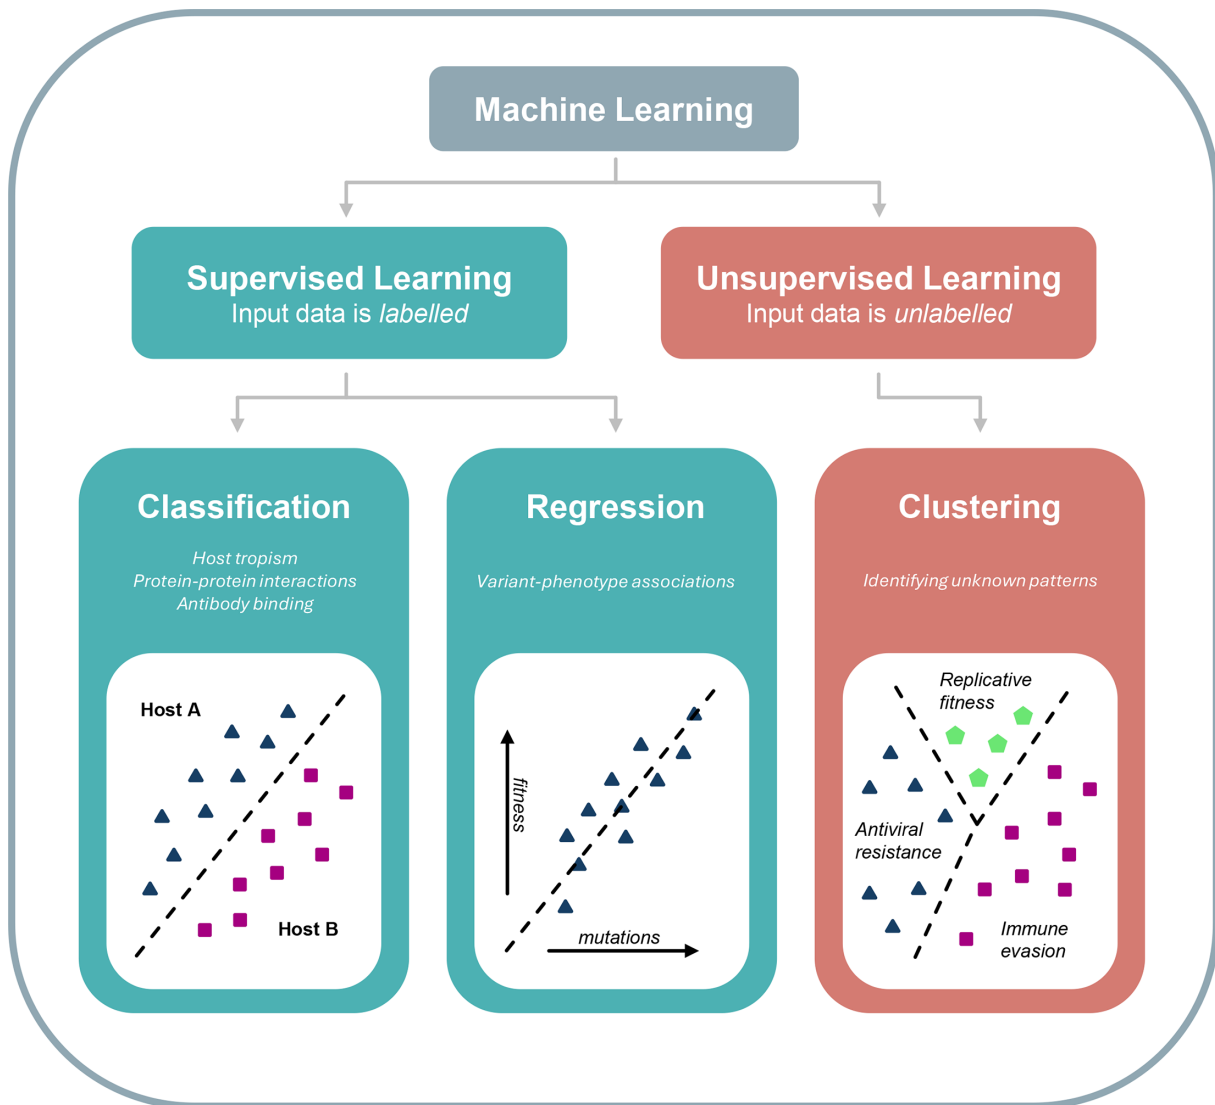 Machine Learning
Supervised Learning
Input data is labelled
Unsupervised Learning
Input data is unlabelled
Classification
Host tropism
Protein-protein interactions
Antibody binding
Host A
Host B
Regression
Variant-phenotype associations
fitness
mutations
Clustering
Identifying unknown patterns
Replicative
fitness
Antiviral
resistance
Immune
evasion